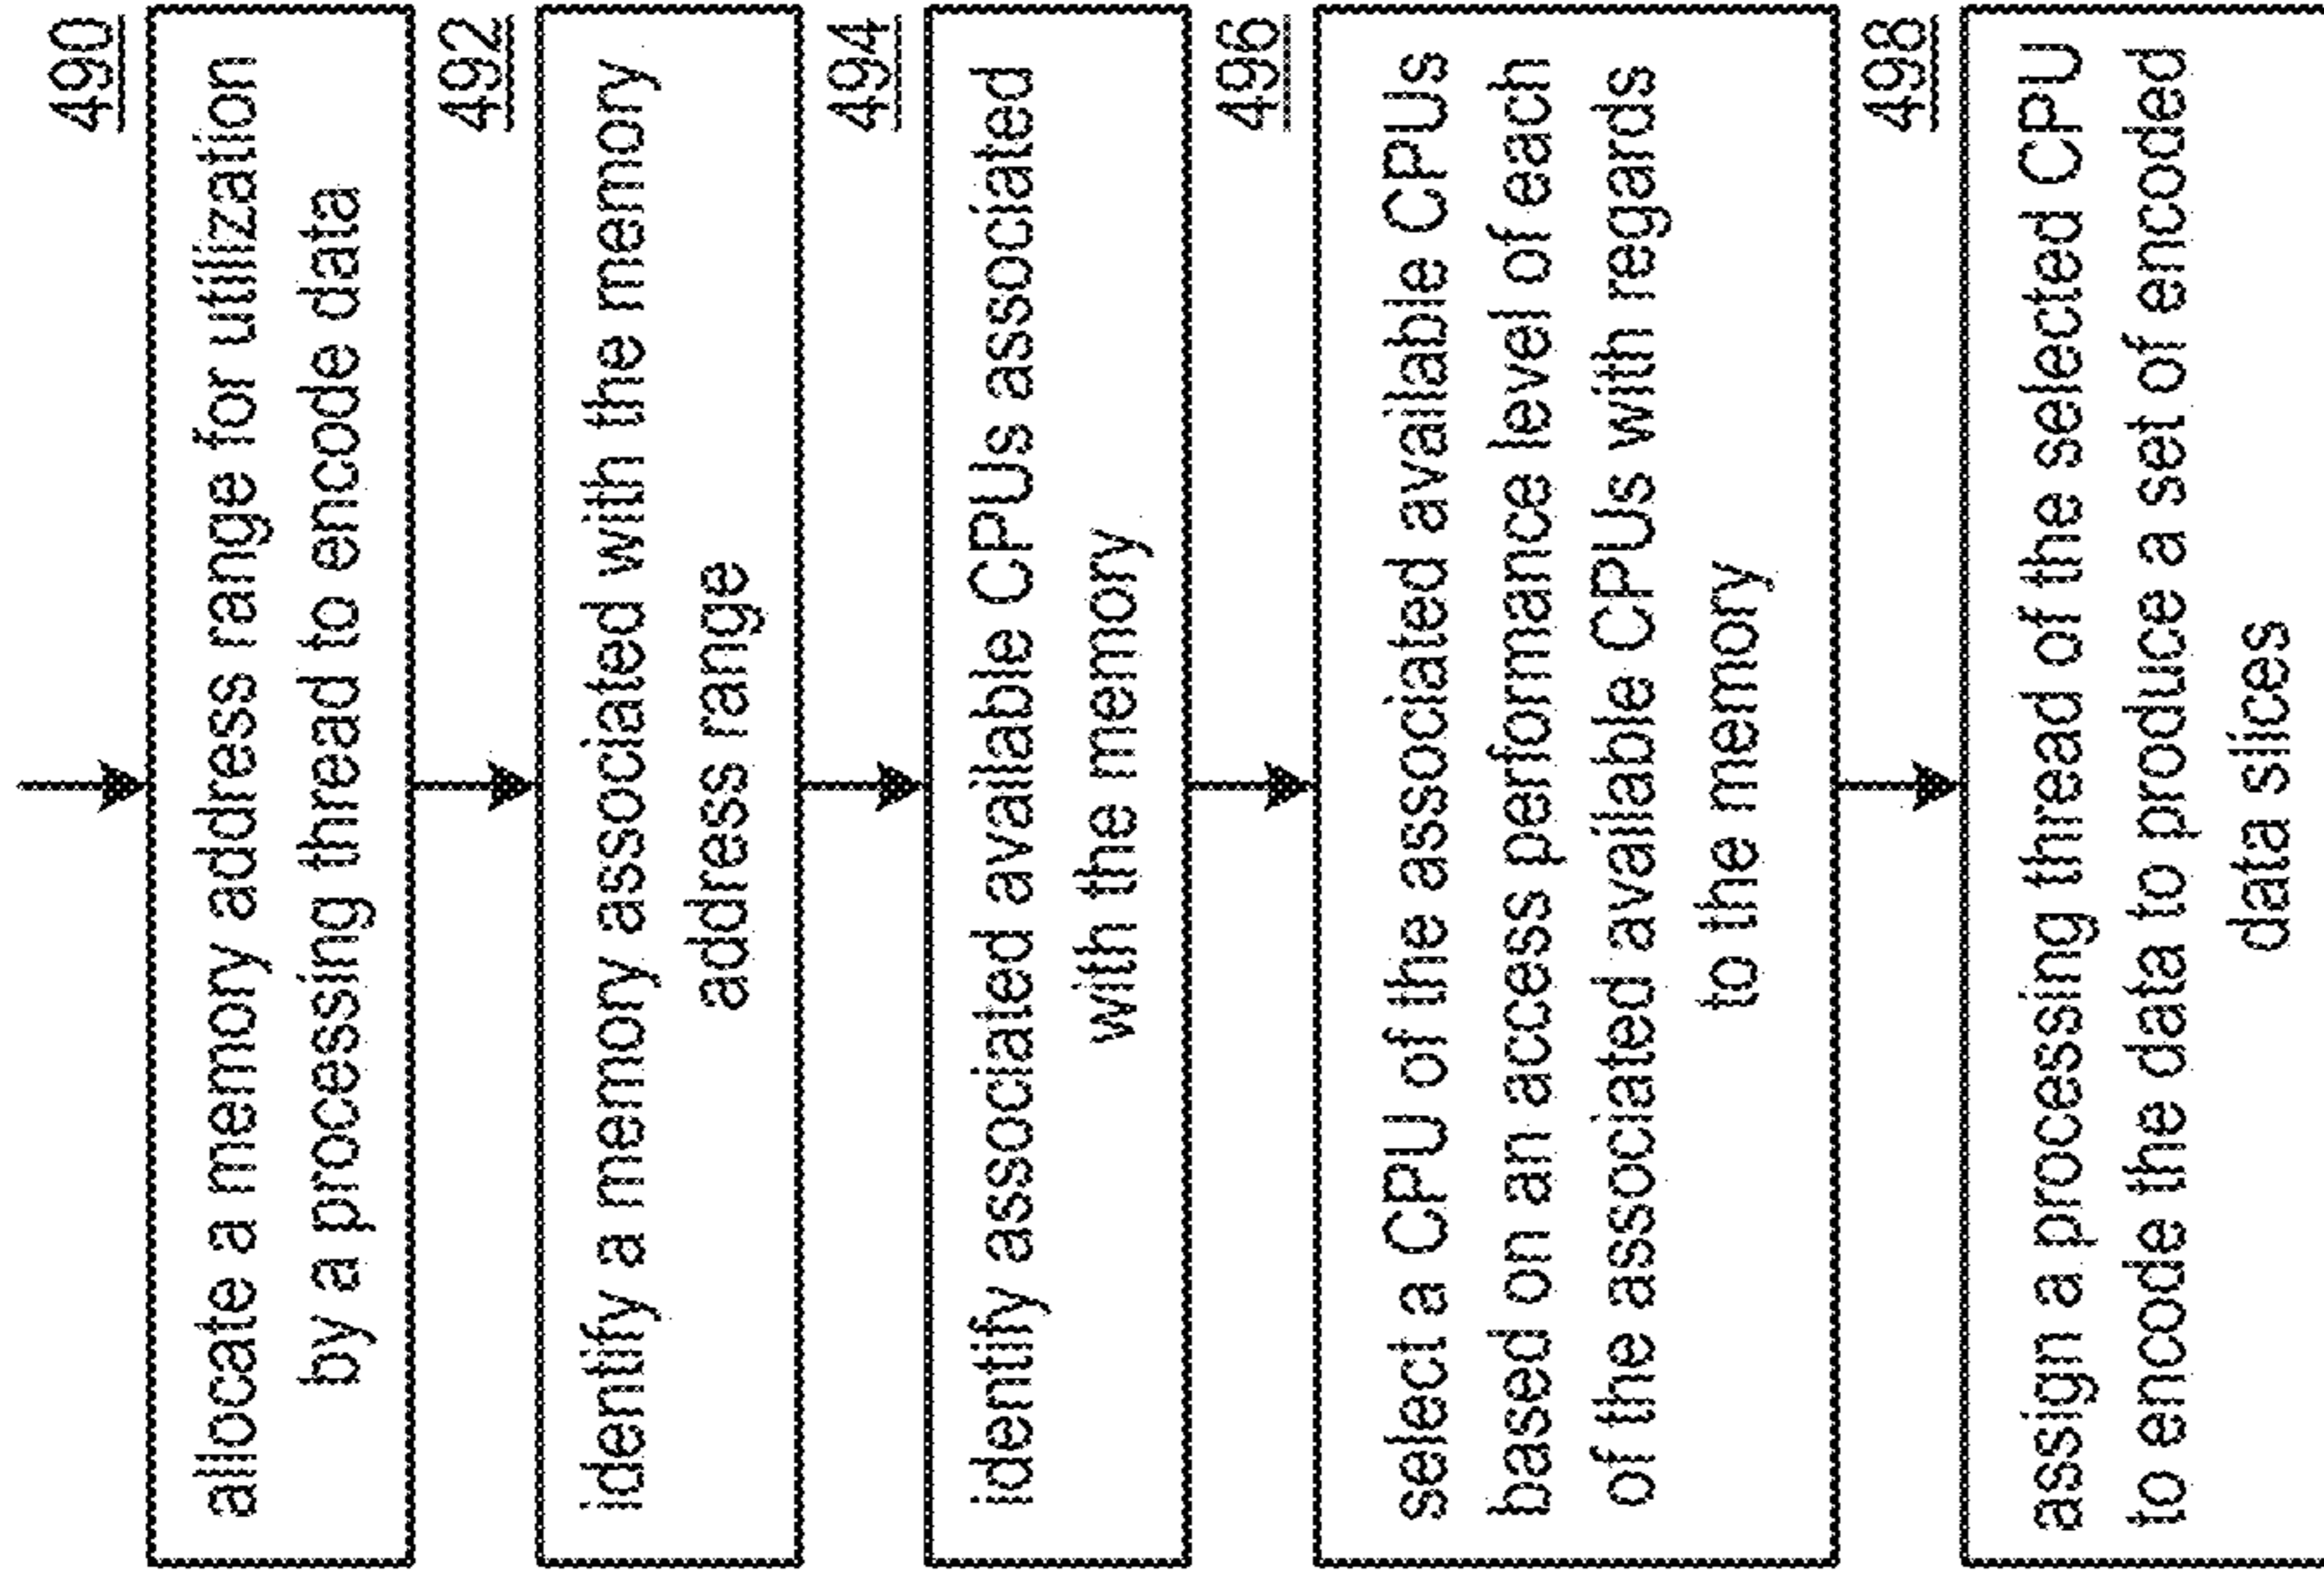 490
allocate a memory address range for utilization
by a processing thread to encode data
492
identify a memory associated with the memory
address range
494
identify associated available CPUs associated
with the memory
496
select a CPU of the associated available CPUs
based on an access performance level of each
of the associated available CPUs with regards
to the memory
498
assign a processing thread of the selected CPU
to encode the data to produce a set of encoded
data slices